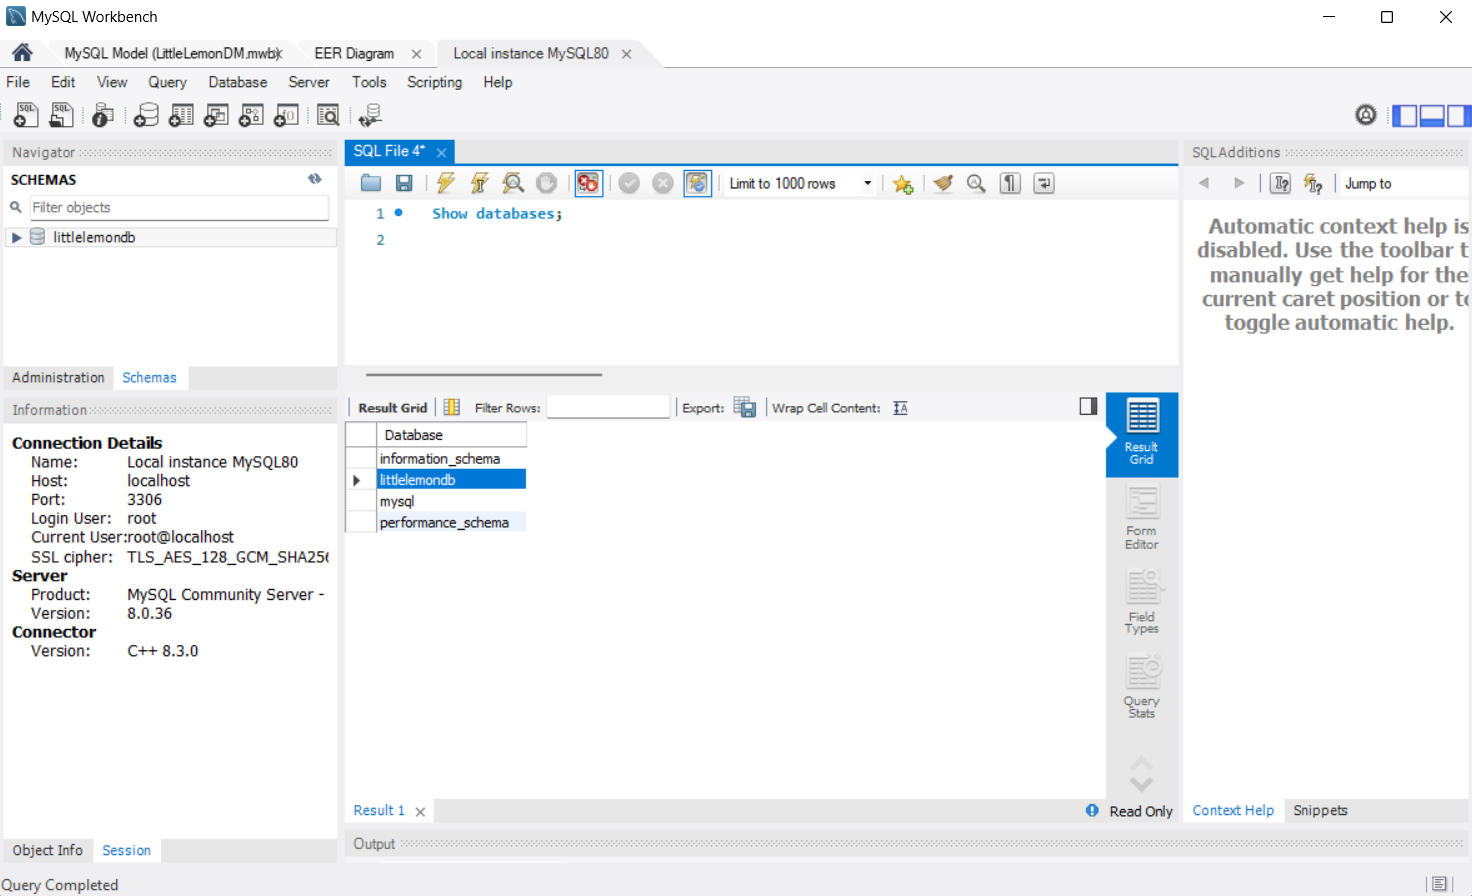 MySQL Workbench
MySQL Model (LittleLemonDM.mwb)
EER Diagram
Local instance MySQL80
File Edit View Query Database Server Tools Scripting Help
Navigator
SCHEMAS
Filter objects
littlelemondb
Administration Schemas
Information
Connection Details
Name: Local instance MySQL80
Host: localhost
Port: 3306
Login User: root
Current User: root@localhost
SSL cipher: TLS_AES_128_GCM_SHA256
Server
Product: MySQL Community Server -
Version: 8.0.36
Connector
Version: C++ 8.3.0
Object Info Session
Query Completed
SQL File 4*
Limit to 1000 rows
1 Show databases;
2
Result Grid Filter Rows: Export: Wrap Cell Content:
Database
information_schema
littlelemondb
mysql
performance_schema
Result
Grid
Form
Editor
Field
Types
Query
Stats
Result 1
Read Only
Output
SQLAdditions
Jump to
Automatic context help is
disabled. Use the toolbar t
manually get help for the
current caret position or to
toggle automatic help.
Context Help Snippets